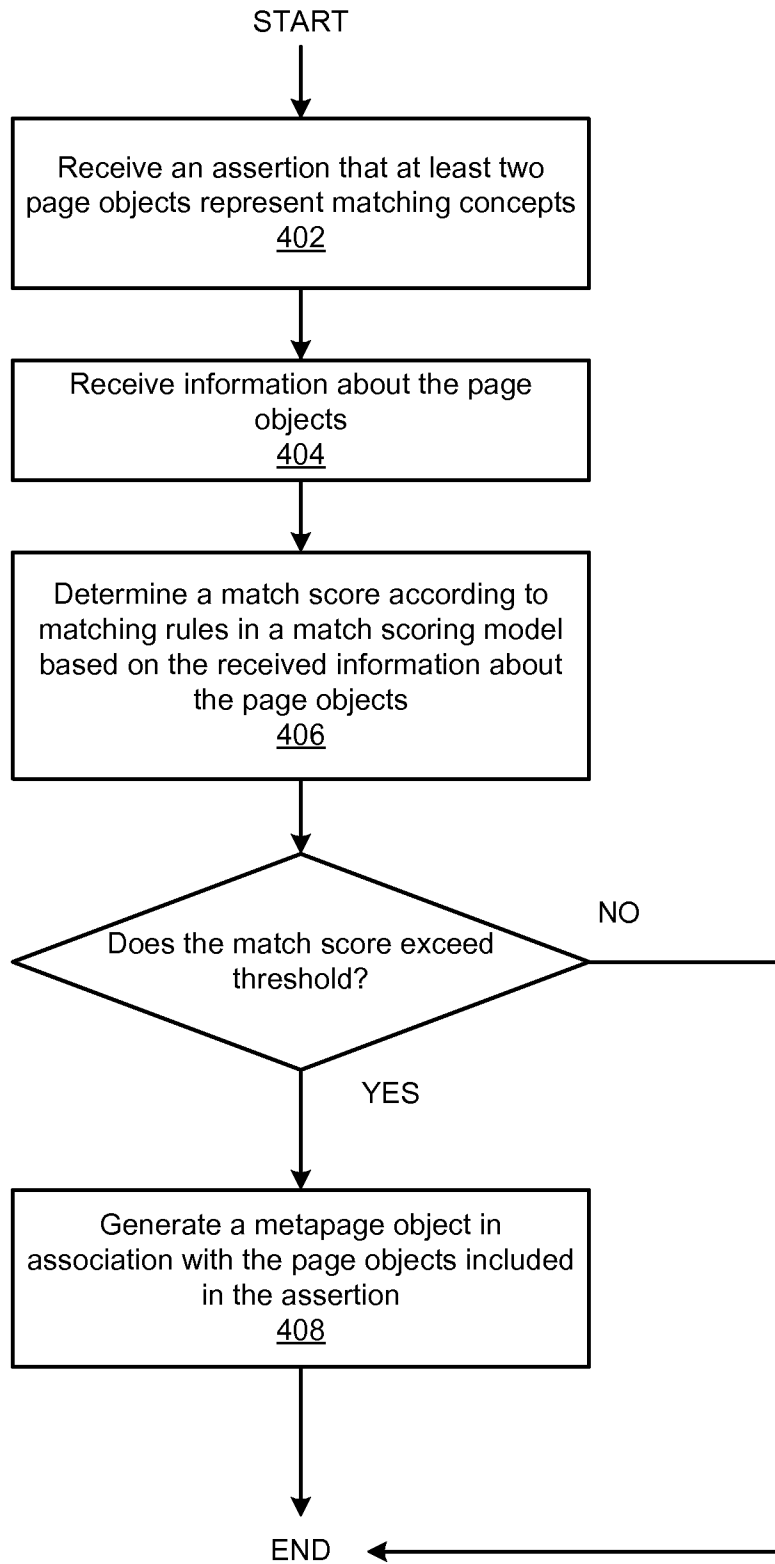 START
Receive an assertion that at least two
page objects represent matching concepts
402
Receive information about the page
objects
404
Determine a match score according to
matching rules in a match scoring model
based on the received information about
the page objects
406
NO
Does the match score exceed
threshold?
YES
Generate a metapage object in
association with the page objects included
in the assertion
408
END